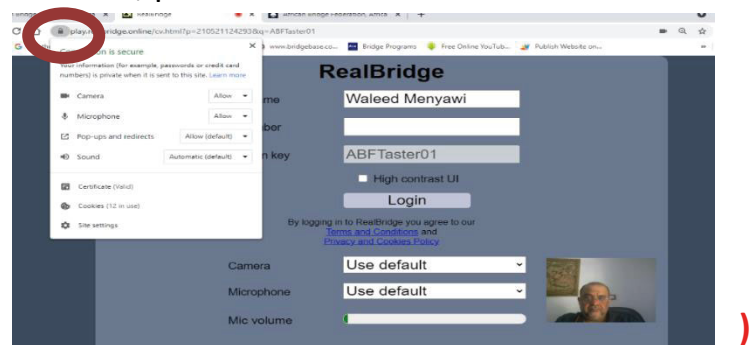 RealBridge
African Bridge Federation, Africa
play.realbridge.online/cv.html?p=210521124293&q=ABFTaster01
www.bridgebase.co...
Bridge Programs
Free Online YouTub...
Publish Website on...
is secure
Your information (for example, passwords or credit card
numbers) is private when it is sent to this site. Learn more
Camera Allow
Microphone Allow
Pop-ups and redirects Allow (default)
Sound Automatic (default)
Certificate (Valid)
Cookies (12 in use)
Site settings
RealBridge
Waleed Menyawi
key ABFTaster01
High contrast UI
Login
By logging in to RealBridge you agree to our
Terms and Conditions and
Privacy and Cookies Policy
Camera Use default
Microphone Use default
Mic volume
)